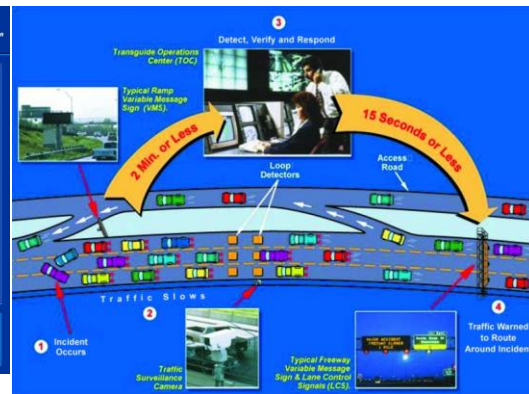 3
Detect, Verify and Respond
Transguide Operations
Center (TOC)
Typical Ramp
Variable Message
Sign (VMS).
2 Min. or Less
15 Seconds or Less
Loop
Detectors
Access
Road
Traffic Slows
1
Incident
Occurs
2
Traffic
Surveillance
Camera
Typical Freeway
Variable Message
Sign & Lane Control
Signals (LCS).
MAJOR ACCIDENT
4
Traffic Warned
to Route
Around Incident